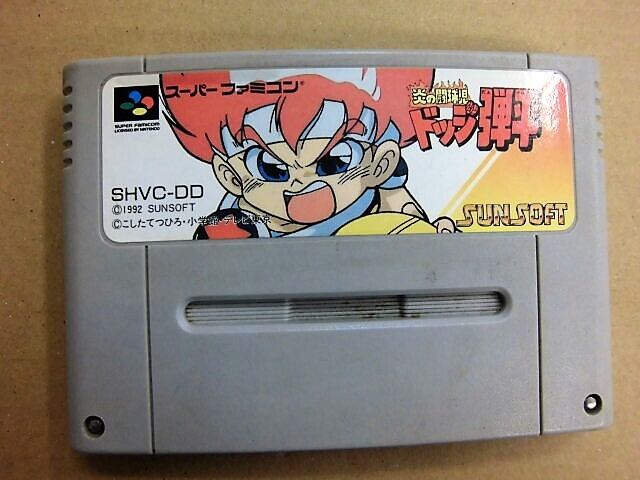 スーパーファミコン
SUPER FAMICOM
LICENSED BY NINTENDO
炎の闘球児
ドッジ弾平
SHVC-DD
©1992 SUNSOFT
©こしたてつひろ・小学館・テレビ東京
SUNSOFT